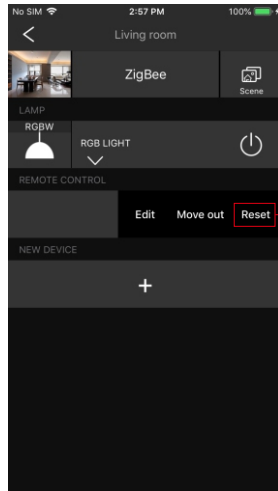 No SIM 2:57 PM 100%
Living room
ZigBee
Scene
LAMP
RGBW
RGB LIGHT
REMOTE CONTROL
Edit Move out Reset
NEW DEVICE
+